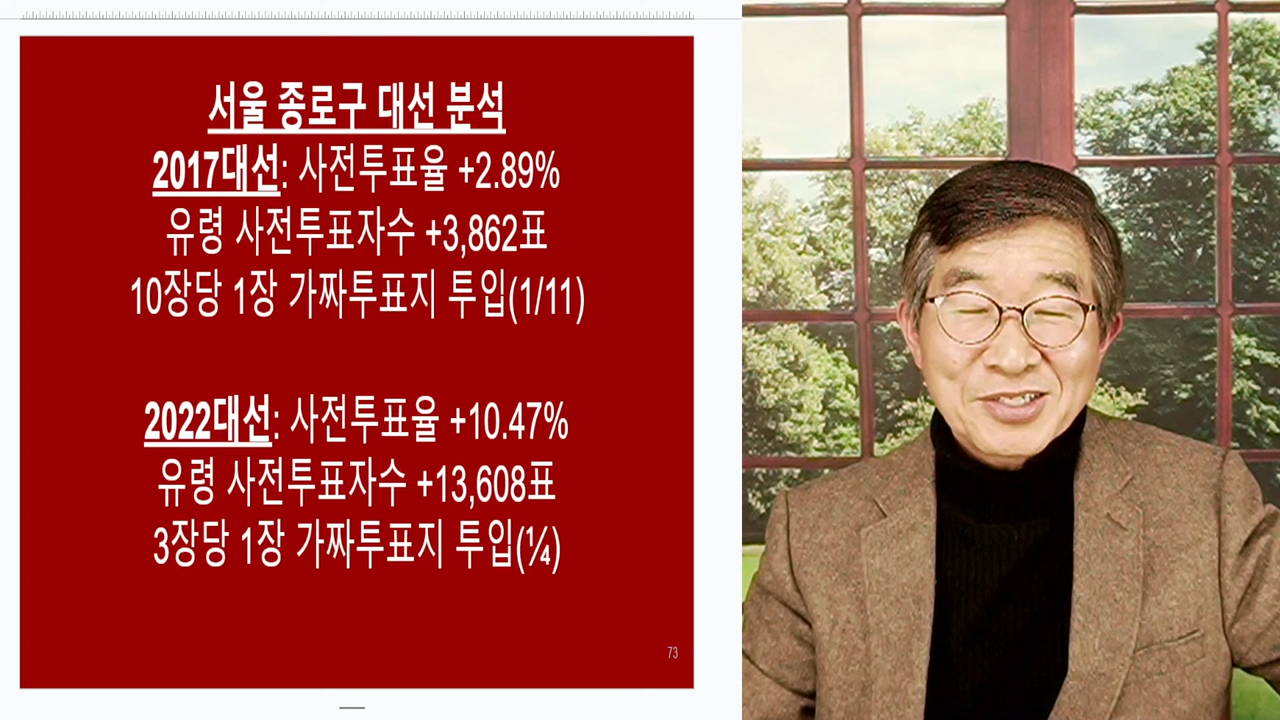 서울 종로구 대선 분석
2017대선: 사전투표율 +2.89%
유령 사전투표자수 +3,862표
10장당 1장 가짜투표지 투입(1/11)
2022대선: 사전투표율 +10.47%
유령 사전투표자수 +13,608표
3장당 1장 가짜투표지 투입(¼)
73